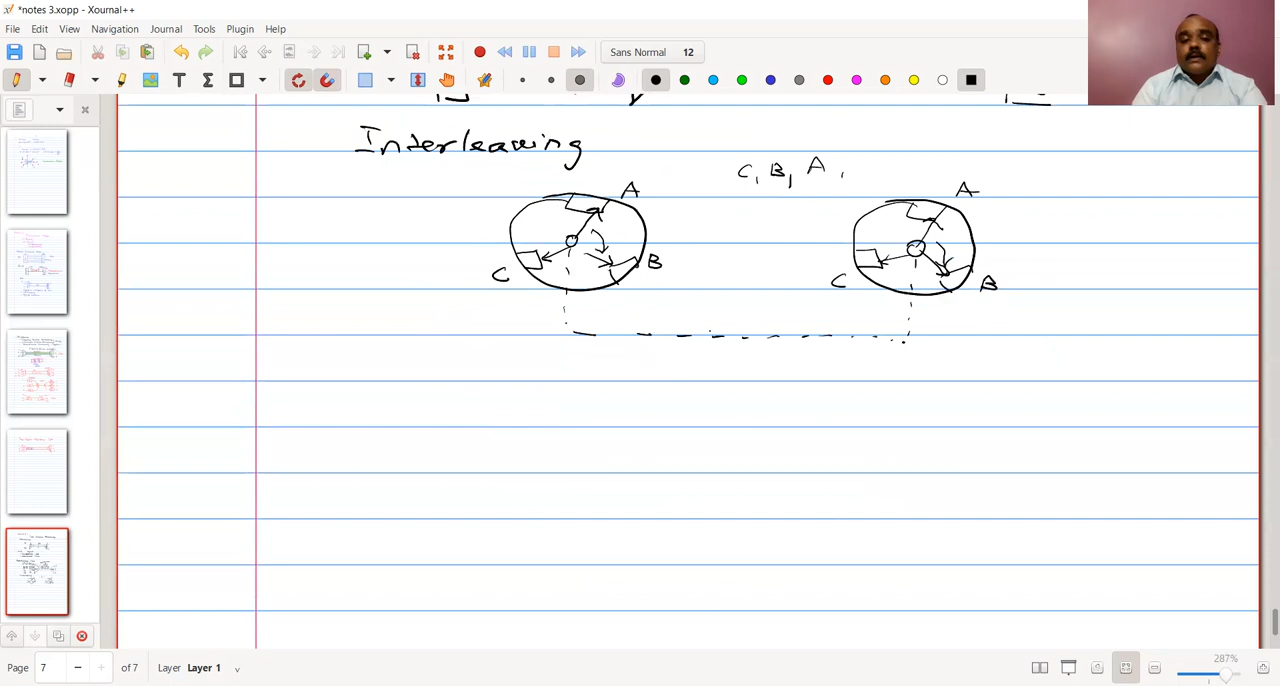 *notes 3.xopp - Xournal++
File Edit View Navigation Journal Tools Plugin Help
Sans Normal 12
Interleaving
C, B, A,
A A
B
C C B
Page 7 of 7 Layer Layer 1 287%